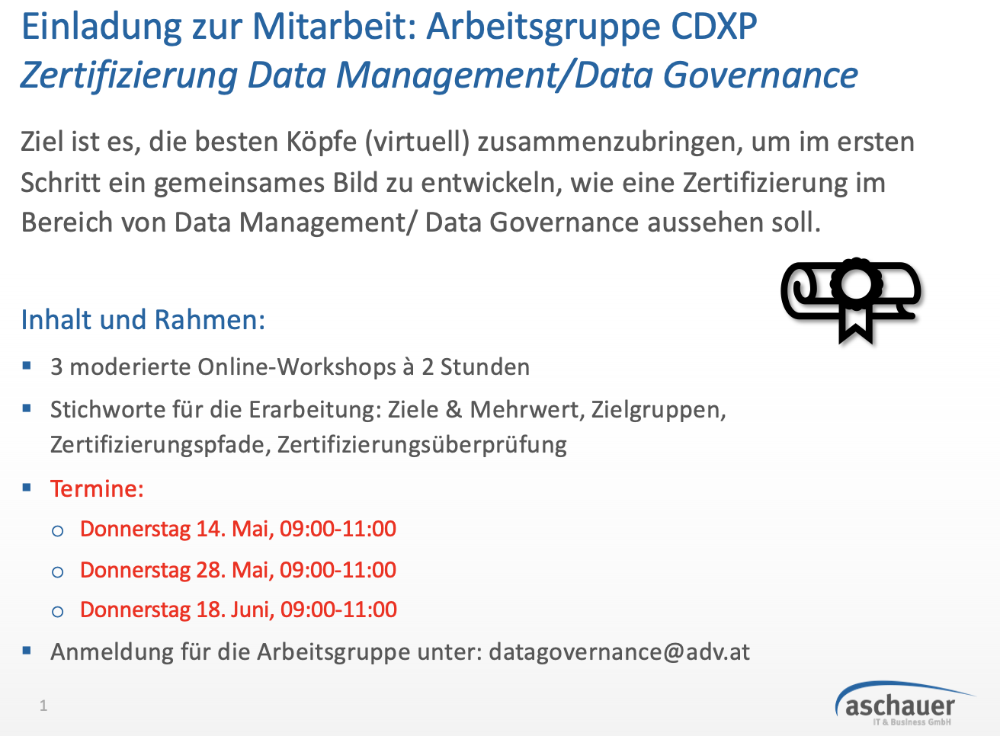 Einladung zur Mitarbeit: Arbeitsgruppe CDXP
Zertifizierung Data Management/Data Governance
Ziel ist es, die besten Köpfe (virtuell) zusammenzubringen, um im ersten
Schritt ein gemeinsames Bild zu entwickeln, wie eine Zertifizierung im
Bereich von Data Management/ Data Governance aussehen soll.
Inhalt und Rahmen:
3 moderierte Online-Workshops à 2 Stunden
Stichworte für die Erarbeitung: Ziele & Mehrwert, Zielgruppen,
Zertifizierungspfade, Zertifizierungsüberprüfung
Termine:
Donnerstag 14. Mai, 09:00-11:00
Donnerstag 28. Mai, 09:00-11:00
Donnerstag 18. Juni, 09:00-11:00
Anmeldung für die Arbeitsgruppe unter: datagovernance@adv.at
1
aschauer
IT & Business GmbH